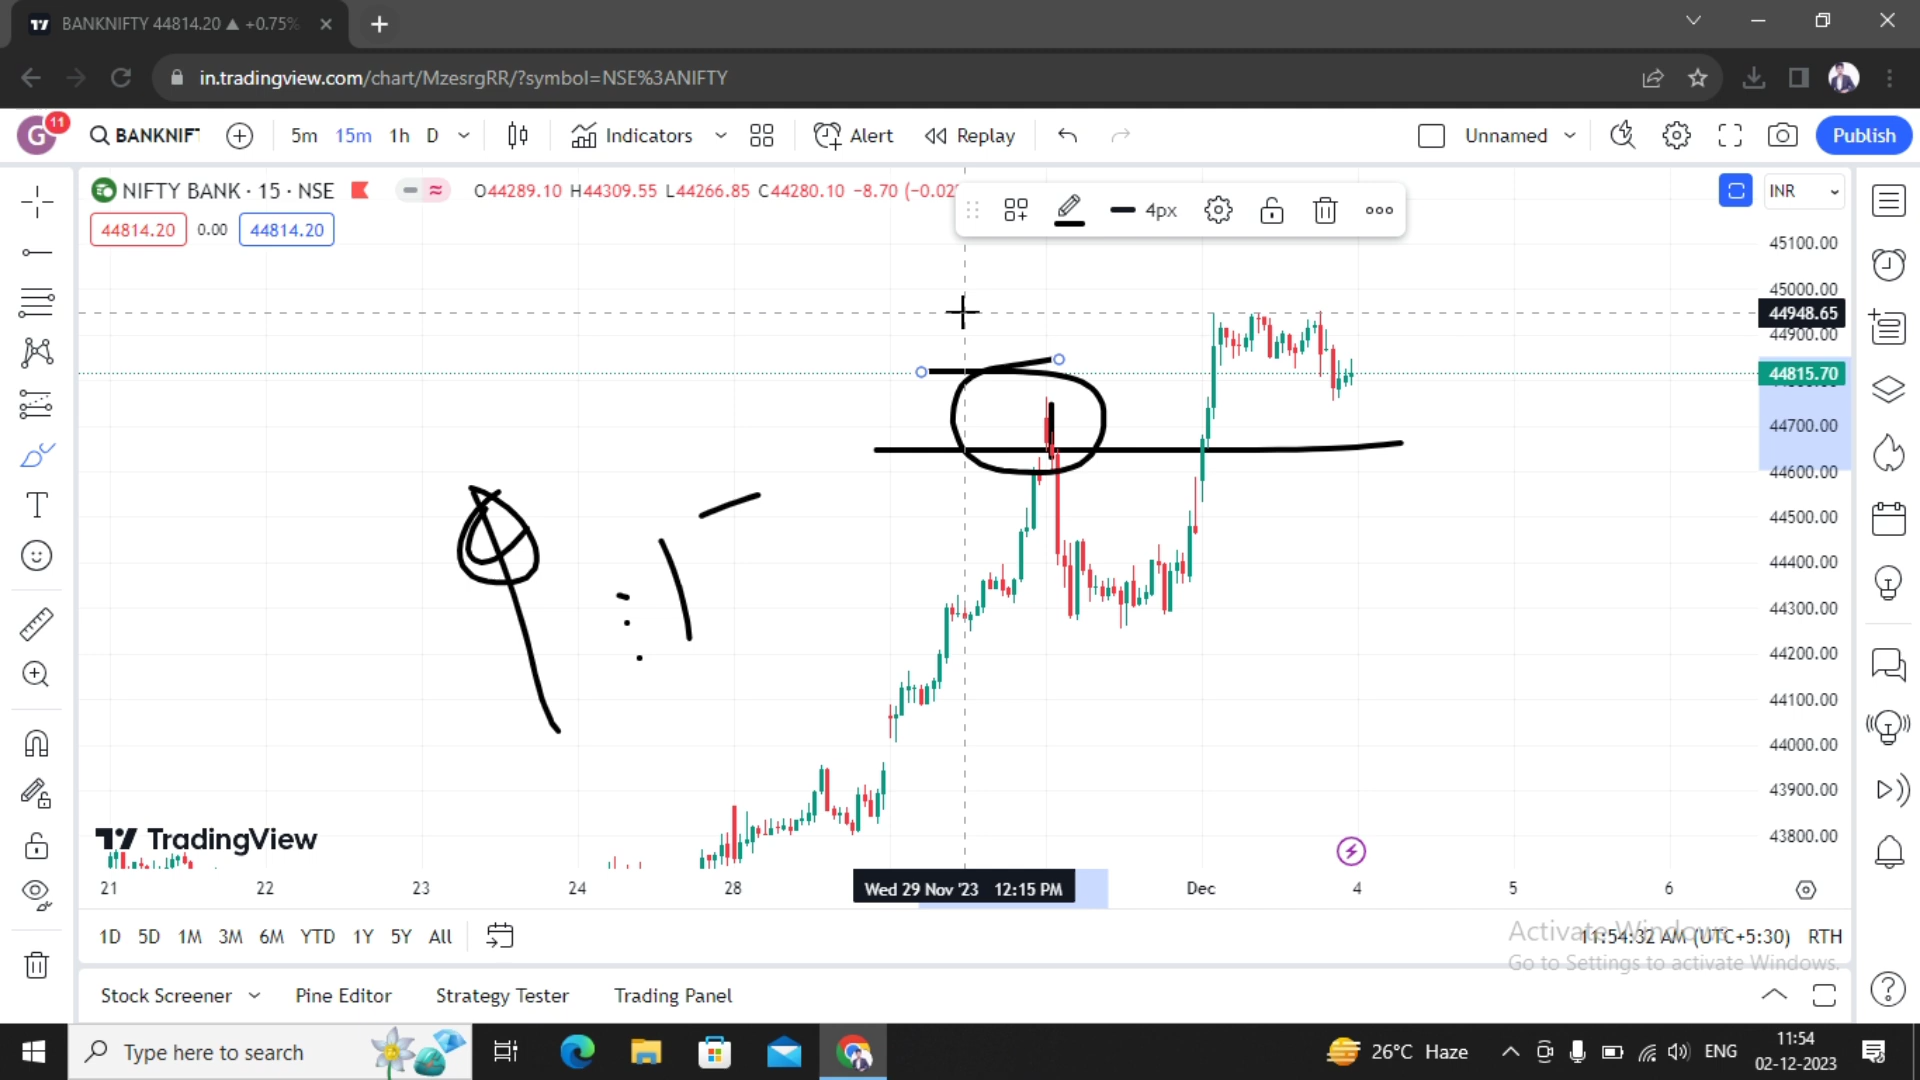 BANKNIFTY 44814.20 ▲ +0.75%
in.tradingview.com/chart/MzesrgRR/?symbol=NSE%3ANIFTY
G 11 BANKNIF 5m 15m 1h D Indicators Alert Replay Unnamed Publish
NIFTY BANK · 15 · NSE O44289.10 H44309.55 L44266.85 C44280.10 -8.70 (-0.02
4px
INR
44814.20 0.00 44814.20
45100.00
45000.00
44948.65
44900.00
44815.70
44700.00
44600.00
44500.00
44400.00
44300.00
44200.00
44100.00
44000.00
43900.00
43800.00
TradingView
21 22 23 24 28 Wed 29 Nov '23 12:15 PM Dec 4 5 6
1D 5D 1M 3M 6M YTD 1Y 5Y All 11:54:32 AM (UTC+5:30) RTH
Activate Windows
Go to Settings to activate Windows.
Stock Screener Pine Editor Strategy Tester Trading Panel
Type here to search 26°C Haze ENG 11:54
02-12-2023